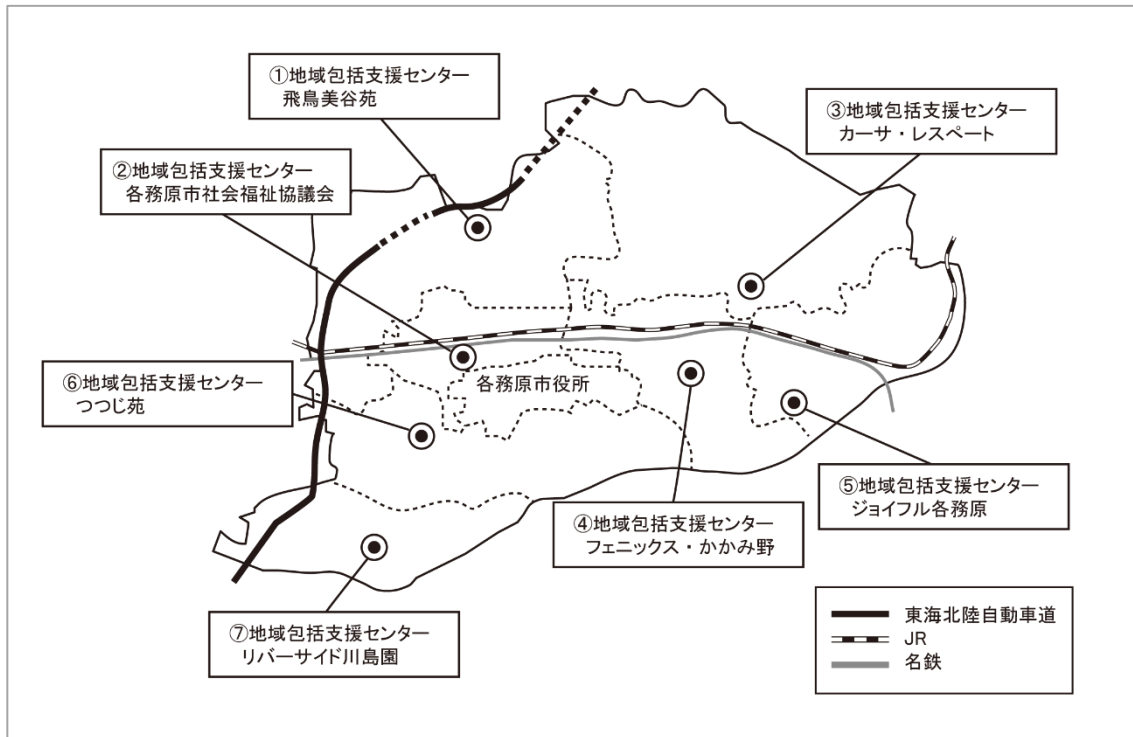 ①地域包括支援センター
飛鳥美谷苑
②地域包括支援センター
各務原市社会福祉協議会
③地域包括支援センター
カーサ・レスペート
⑥地域包括支援センター
つつじ苑
各務原市役所
④地域包括支援センター
フェニックス・かかみ野
⑤地域包括支援センター
ジョイフル各務原
⑦地域包括支援センター
リバーサイド川島園
東海北陸自動車道
JR
名鉄